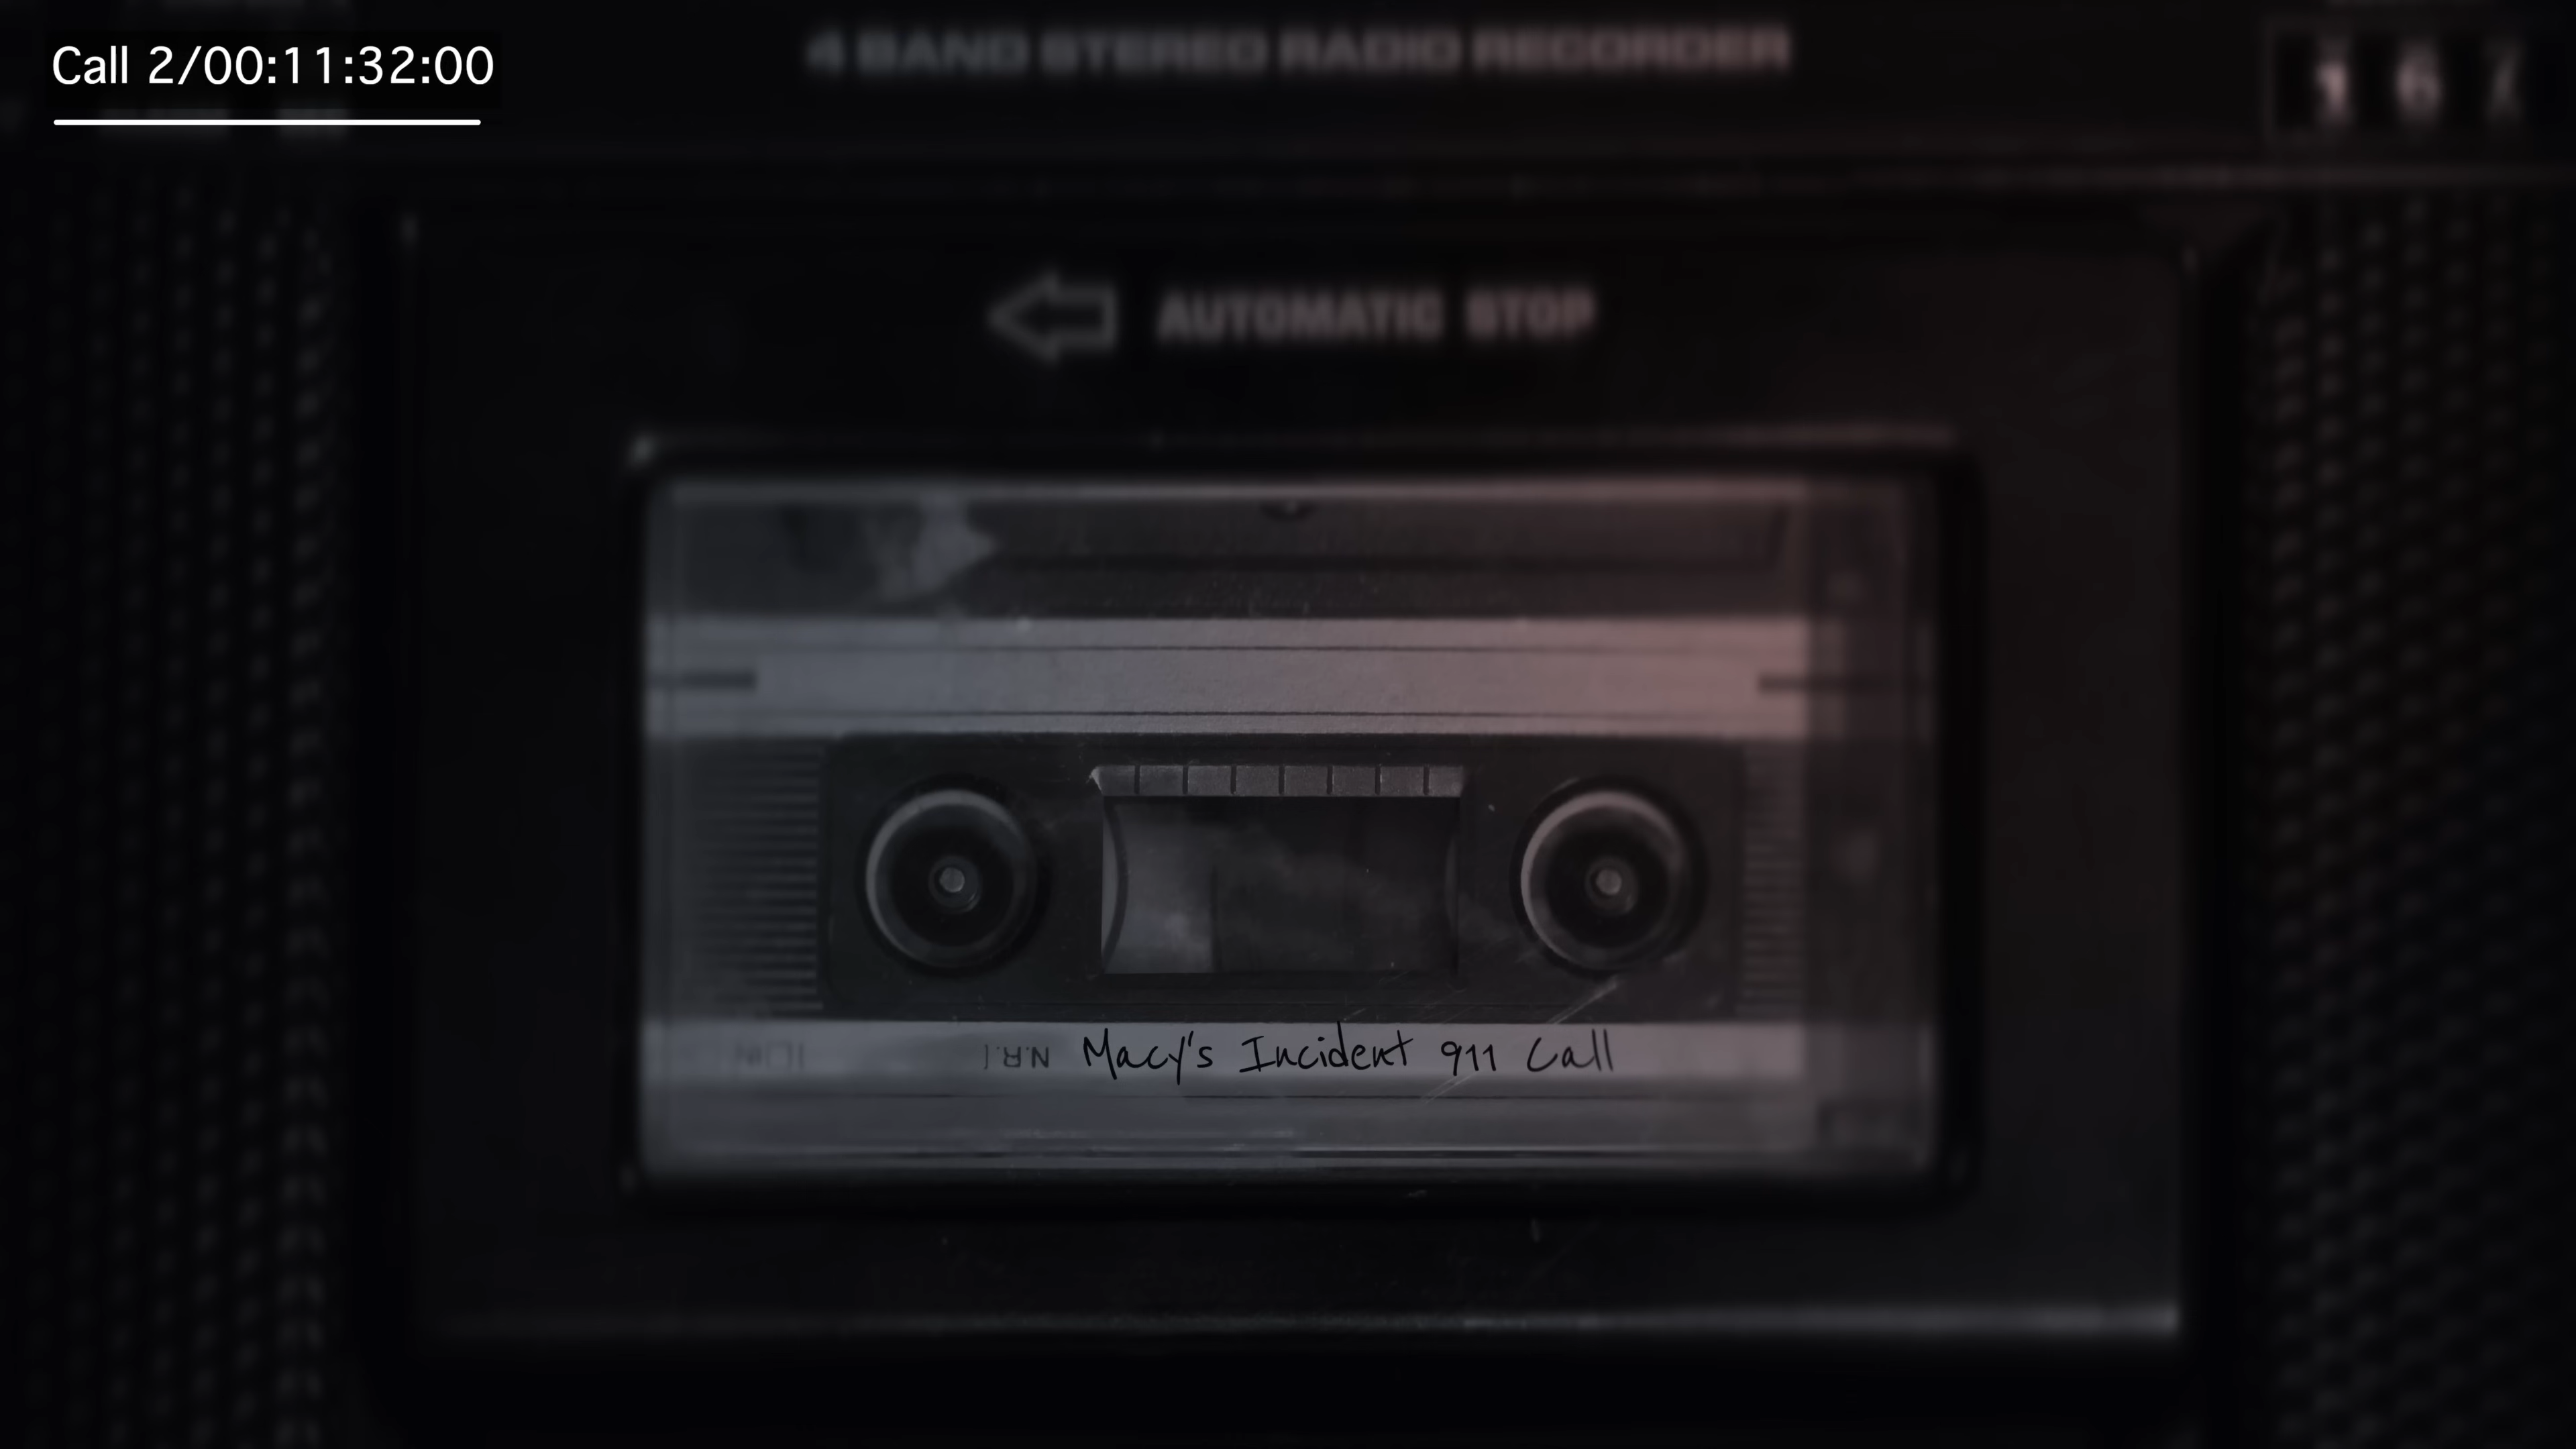 Call 2/00:11:32:00
4 BAND STEREO RADIO RECORDER
AUTOMATIC STOP
N.R.
Macy's Incident 911 Call